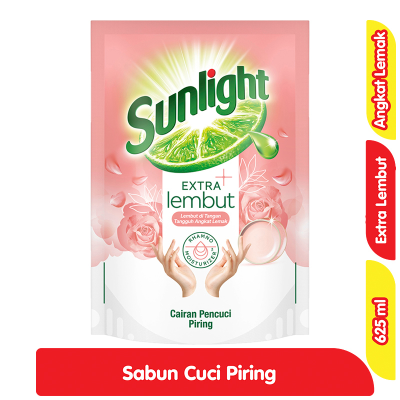 Sunlight
EXTRA
lembut
Lembut di Tangan
Tangguh Angkat Lemak
RHAMNO
MOISTURIZER
Cairan Pencuci
Piring
Angkat Lemak
Extra Lembut
625 ml
Sabun Cuci Piring